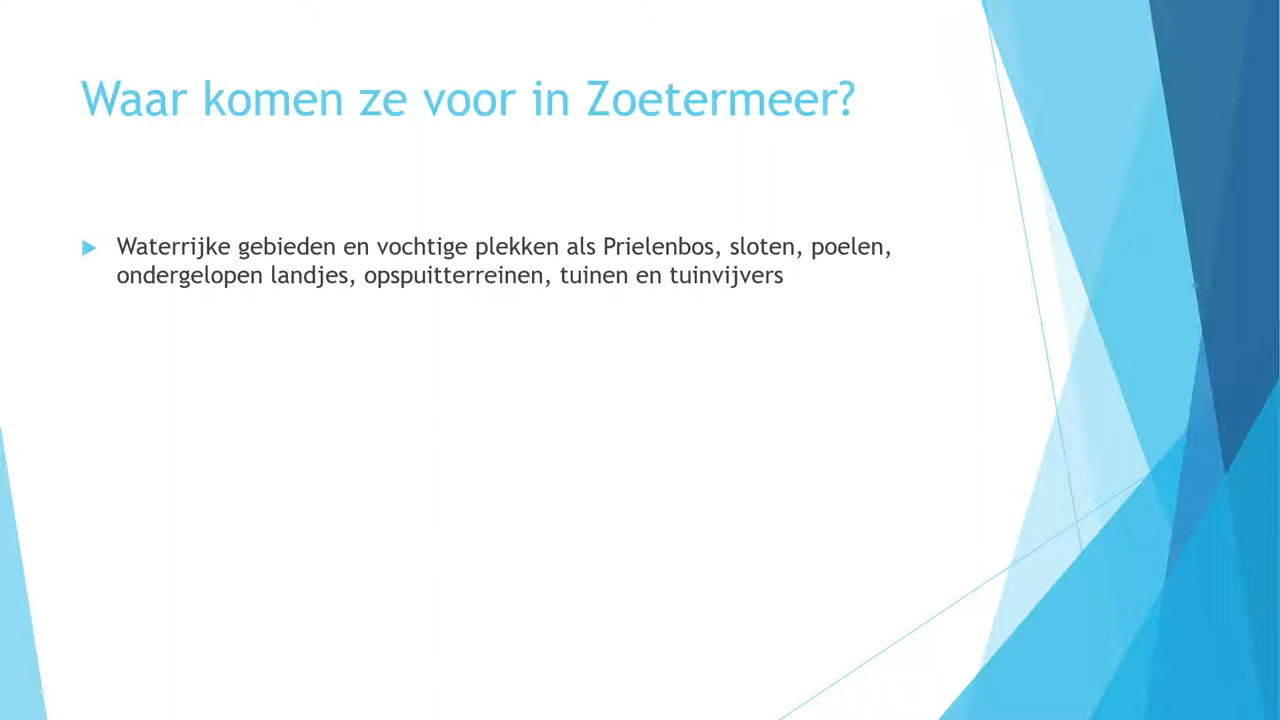 Waar komen ze voor in Zoetermeer?
Waterrijke gebieden en vochtige plekken als Prielenbos, sloten, poelen,
ondergelopen landjes, opspuitterreinen, tuinen en tuinvijvers